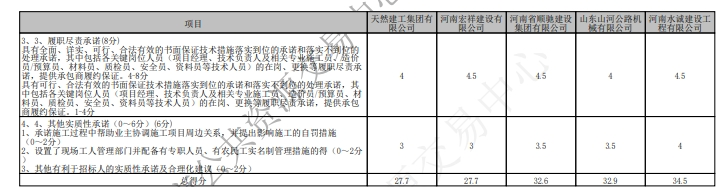 项目
天然建工集团有限公司
河南宏祥建设有限公司
河南省顺驰建设集团有限公司
山东山河公路机械有限公司
河南水诚建设工程有限公司
3、3、履职尽责承诺(8分)
具有全面、详实、可行、合法有效的书面保证技术措施落实到位的承诺和落实不到位的
处理承诺，其中包括各关键岗位人员（项目经理、技术负责人及相关专业施工员、造价
员/预算员、材料员、质检员、安全员、资料员等技术人员）的在岗、更换等履职尽责承
诺，提供承包商履约保证。4-8分
具有可行、合法有效的书面保证技术措施落实到位的承诺和落实不到位的处理承诺，其
中包括各关键岗位人员（项目经理、技术负责人及相关专业施工员、造价员/预算员、材
料员、质检员、安全员、资料员等技术人员）的在岗、更换等履职尽责承诺，提供承包
商履约的保证。1-4分
4 4.5 4.5 4 4.5
4、4、其他实质性承诺（0～6分）(6分)
1、承诺施工过程中帮助业主协调施工项目周边关系，并提出影响施工的自罚措施
（0～2分）
2、设置了现场工人管理部门并配备有专职人员、有农民工实名制管理措施的得（0～2分
）
3、其他有利于招标人的实质性承诺及合理化建议（0～2分）
3 3 3.5 3.5 4
总得分 27.7 27.7 32.6 32.9 34.5
公共资源交易中心